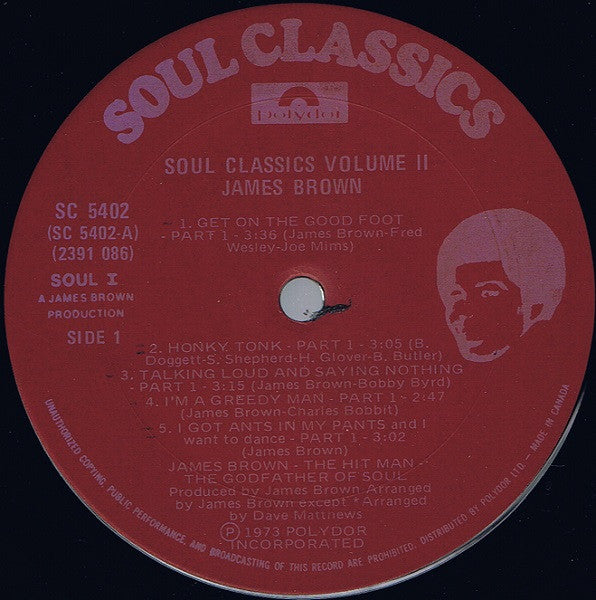 SOUL CLASSICS
Polydor
SOUL CLASSICS VOLUME II
JAMES BROWN
SC 5402
(SC 5402-A)
(2391 086)
SOUL I
A JAMES BROWN
PRODUCTION
SIDE 1
1. GET ON THE GOOD FOOT
- PART 1 - 3:36 (James Brown-Fred
Wesley-Joe Mims)
2. HONKY TONK - PART 1 - 3:05 (B.
Doggett-S. Shepherd-H. Glover-B. Butler)
3. TALKING LOUD AND SAYING NOTHING
- PART 1 - 3:15 (James Brown-Bobby Byrd)
4. I'M A GREEDY MAN - PART 1 - 2:47
(James Brown-Charles Bobbit)
5. I GOT ANTS IN MY PANTS and I
want to dance - PART 1 - 3:02
(James Brown)
JAMES BROWN - THE HIT MAN -
THE GODFATHER OF SOUL
Produced by James Brown-Arranged
by James Brown except * Arranged
by Dave Matthews
Ⓟ 1973 POLYDOR
INCORPORATED
UNAUTHORIZED COPYING, PUBLIC PERFORMANCE, AND BROADCASTING OF THIS RECORD ARE PROHIBITED. DISTRIBUTED BY POLYDOR LTD. - MADE IN CANADA